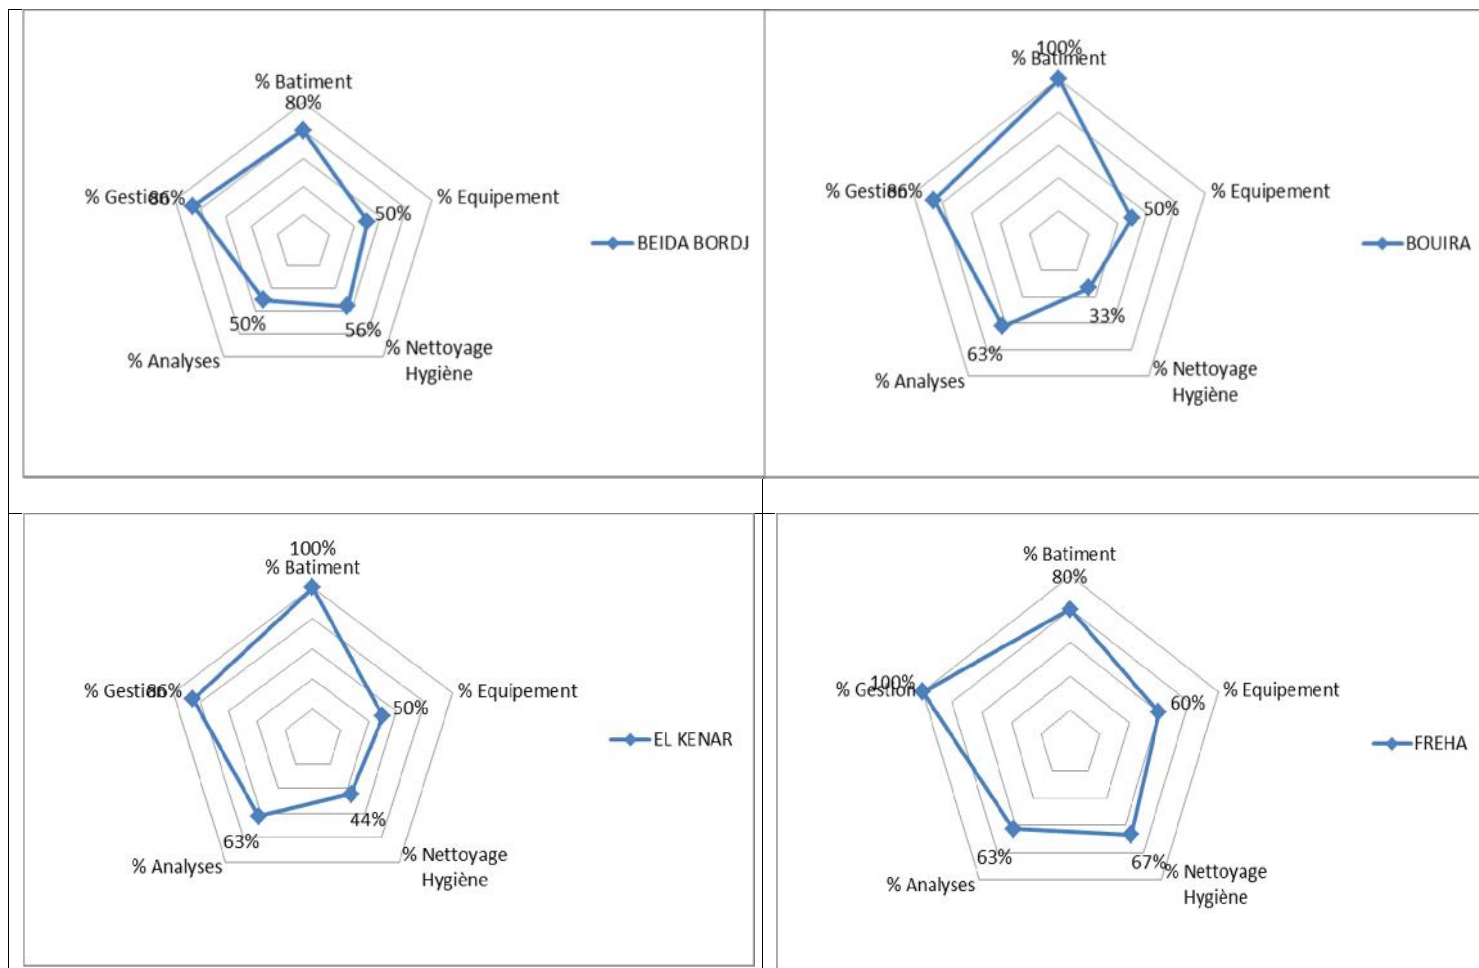 % Batiment
80%
% Gestion
86%
50%
% Equipement
BEIDA BORDJ
50%
56%
% Nettoyage
Hygiène
% Analyses
100%
% Batiment
% Gestion
86%
50%
% Equipement
BOUIRA
33%
63%
% Nettoyage
Hygiène
% Analyses
100%
% Batiment
% Gestion
86%
50%
% Equipement
EL KENAR
44%
63%
% Nettoyage
Hygiène
% Analyses
% Batiment
80%
100%
% Gestion
% Equipement
60%
FREHA
63%
67%
% Nettoyage
Hygiène
% Analyses